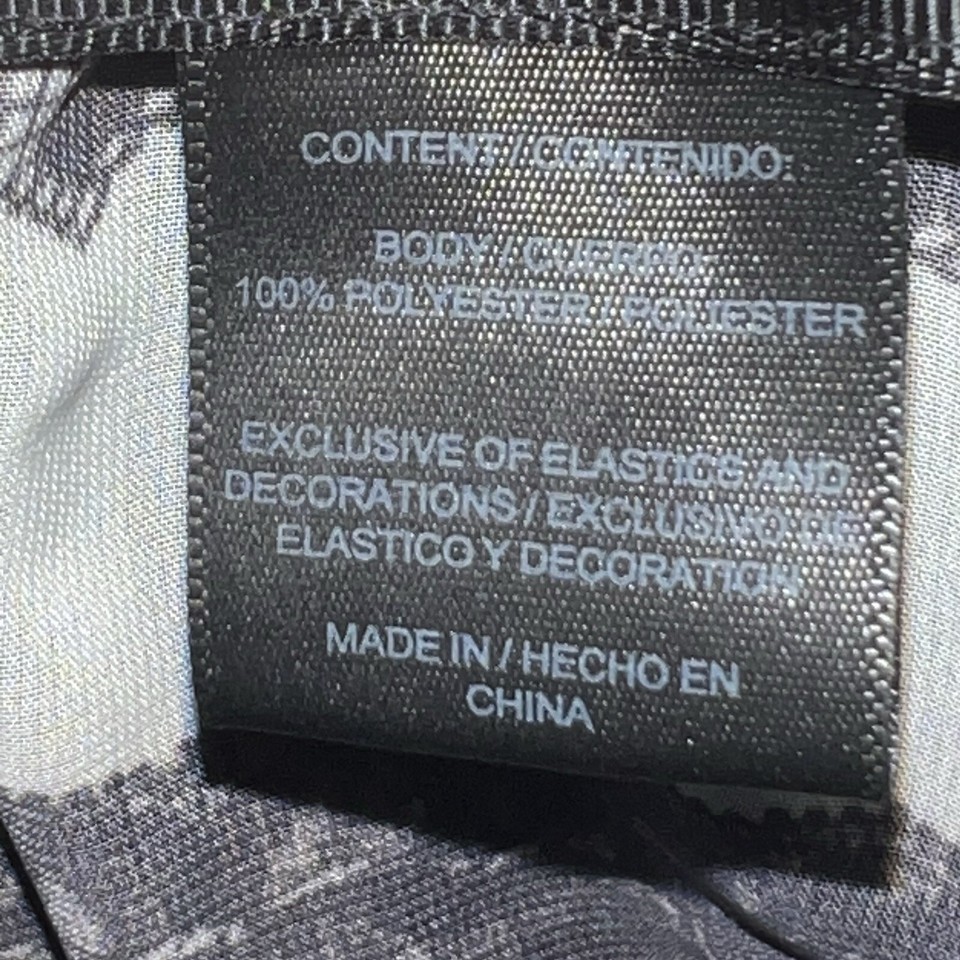 CONTENT / CONTENIDO:
BODY / CUERPO:
100% POLYESTER / POLIESTER
EXCLUSIVE OF ELASTICS AND
DECORATIONS / EXCLUSIVO DE
ELASTICO Y DECORATION
MADE IN / HECHO EN
CHINA